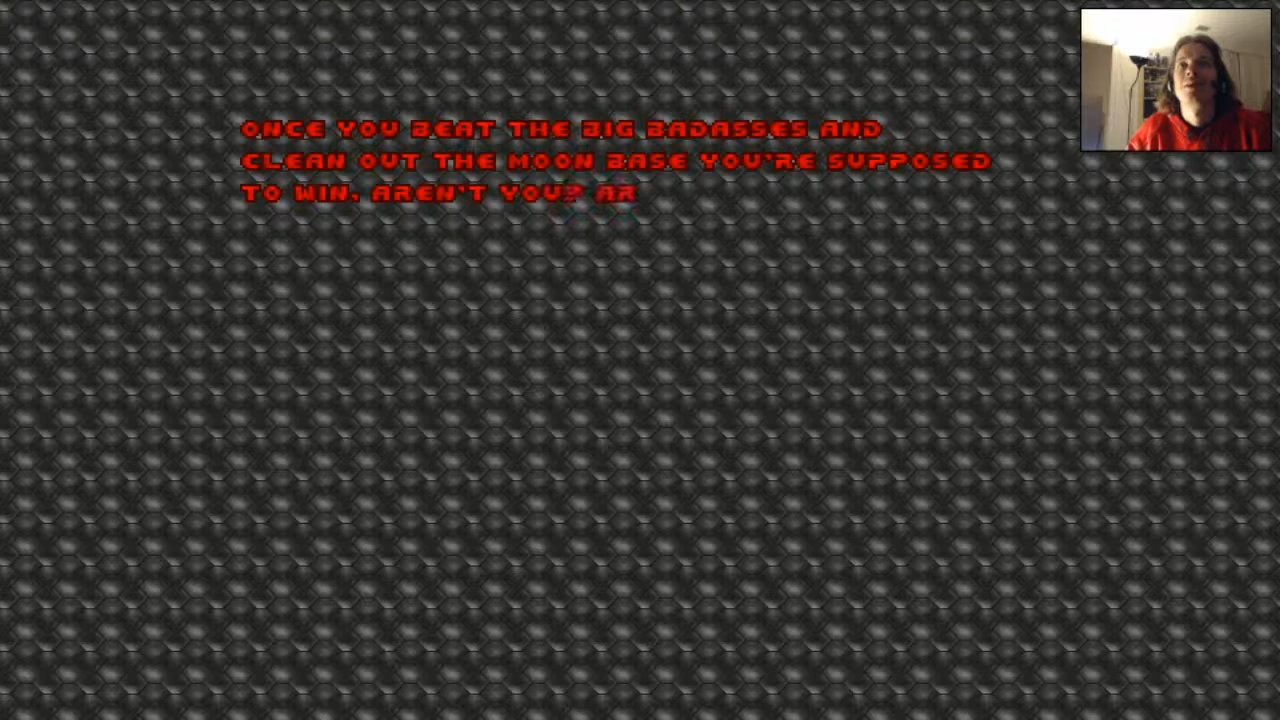 ONCE YOU BEAT THE BIG BADASSES AND
CLEAN OUT THE MOON BASE YOU'RE SUPPOSED
TO WIN, AREN'T YOU? AR